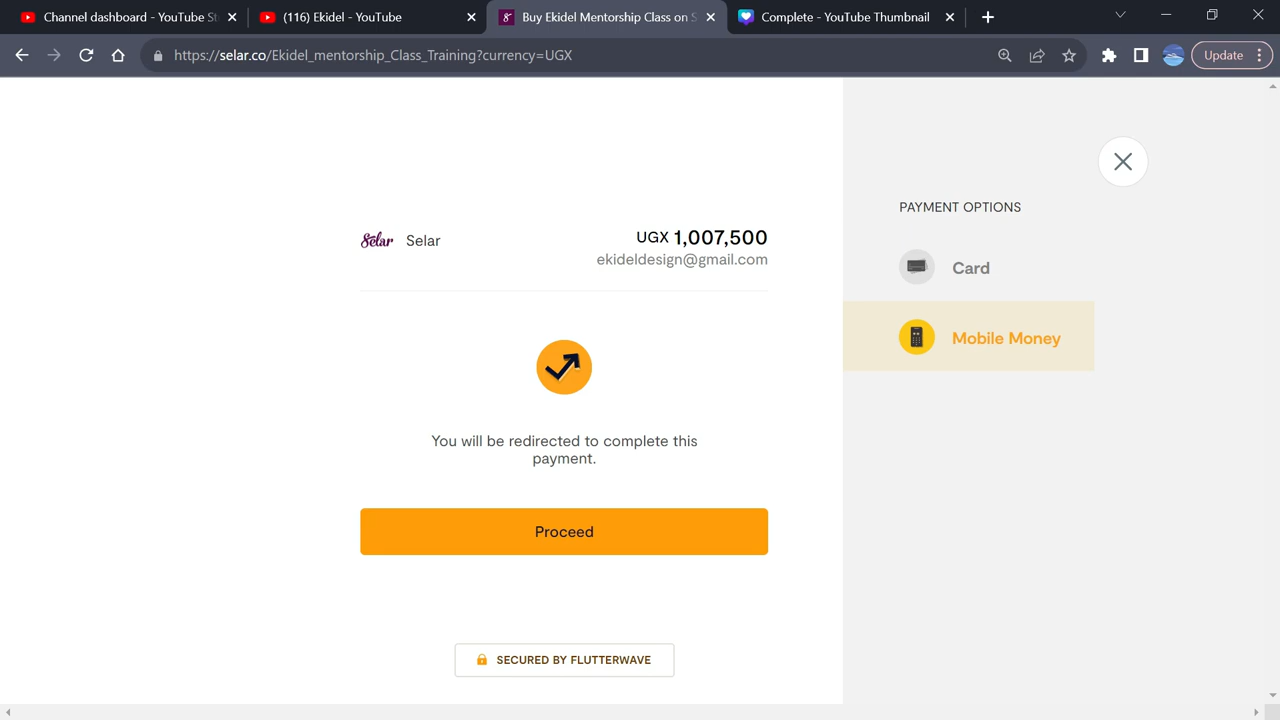 Channel dashboard - YouTube St
(116) Ekidel - YouTube
Buy Ekidel Mentorship Class on S
Complete - YouTube Thumbnail
https://selar.co/Ekidel_mentorship_Class_Training?currency=UGX
Update
PAYMENT OPTIONS
Selar Selar
UGX 1,007,500
ekideldesign@gmail.com
Card
Mobile Money
You will be redirected to complete this
payment.
Proceed
SECURED BY FLUTTERWAVE